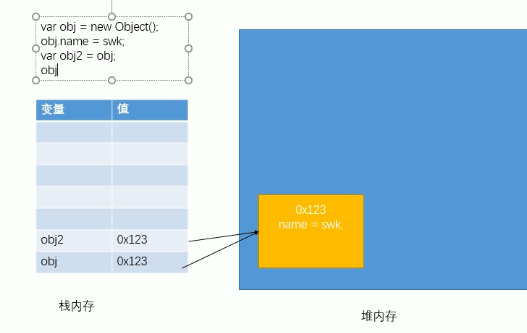 var obj = new Object();
obj.name = swk;
var obj2 = obj;
obj
变量 值
obj2 0x123
obj 0x123
栈内存
0x123
name = swk;
堆内存